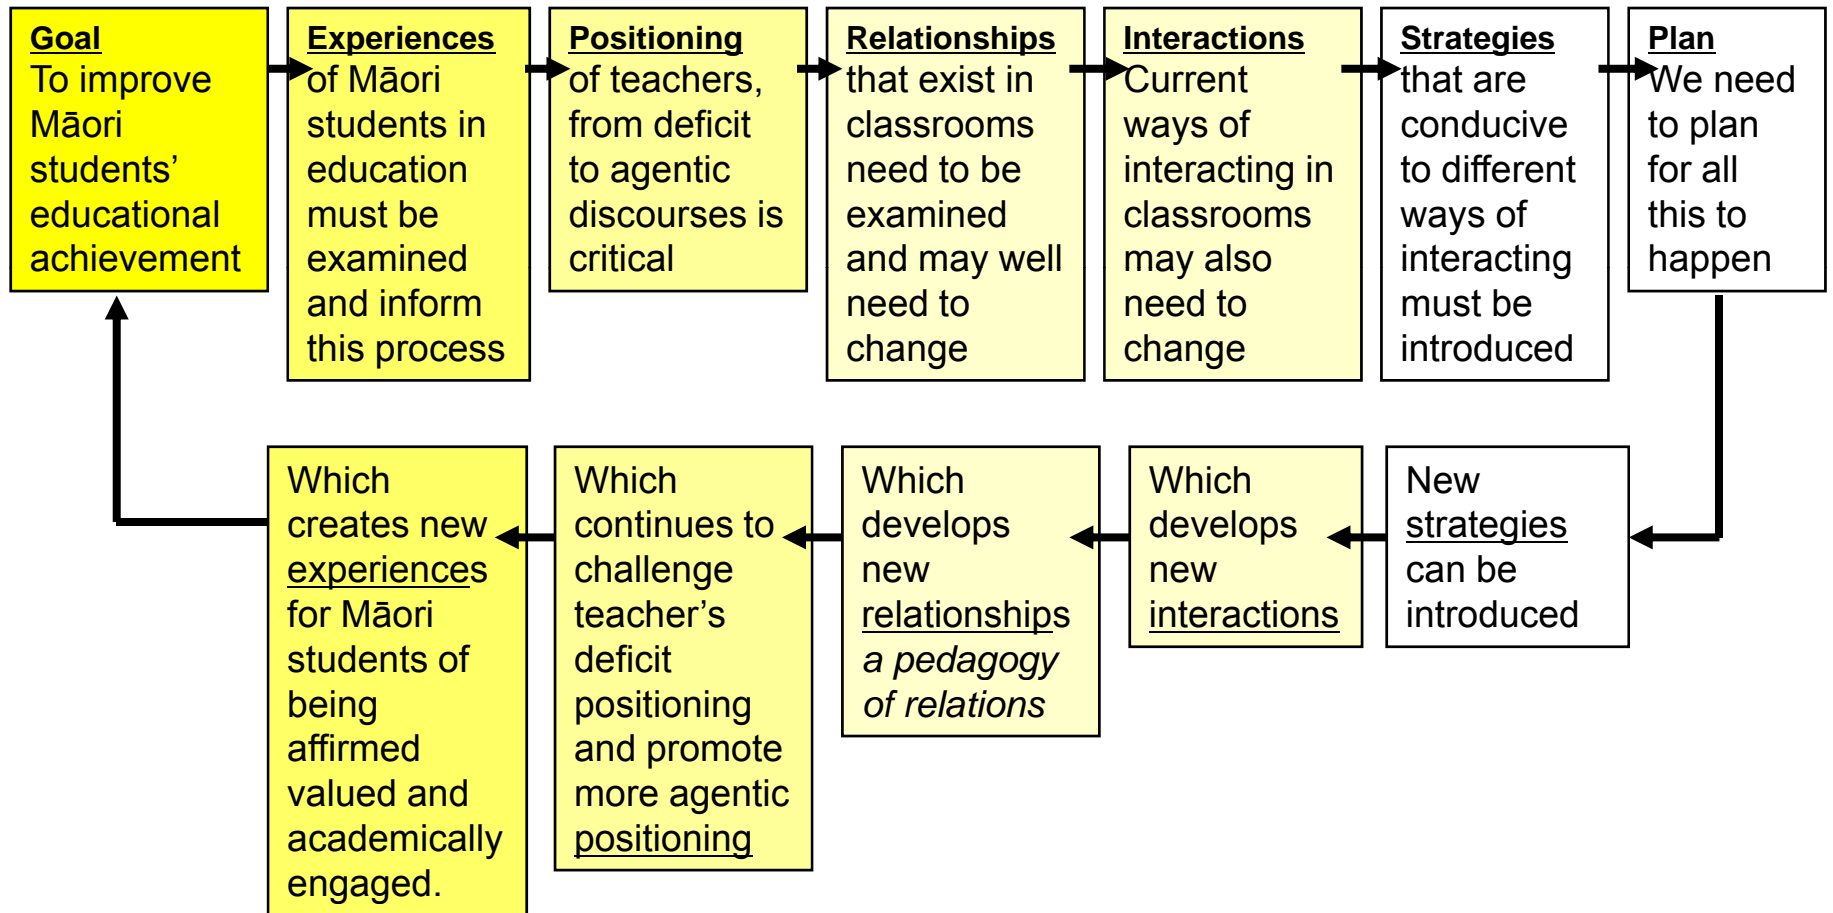 Goal
To improve
Māori
students’
educational
achievement
Experiences
of Māori
students in
education
must be
examined
and inform
this process
Positioning
of teachers,
from deficit
to agentic
discourses is
critical
Relationships
that exist in
classrooms
need to be
examined
and may well
need to
change
Interactions
Current
ways of
interacting in
classrooms
may also
need to
change
Strategies
that are
conducive
to different
ways of
interacting
must be
introduced
Plan
We need
to plan
for all
this to
happen
New
strategies
can be
introduced
Which
develops
new
interactions
Which
develops
new
relationships
a pedagogy
of relations
Which
continues to
challenge
teacher’s
deficit
positioning
and promote
more agentic
positioning
Which
creates new
experiences
for Māori
students of
being
affirmed
valued and
academically
engaged.